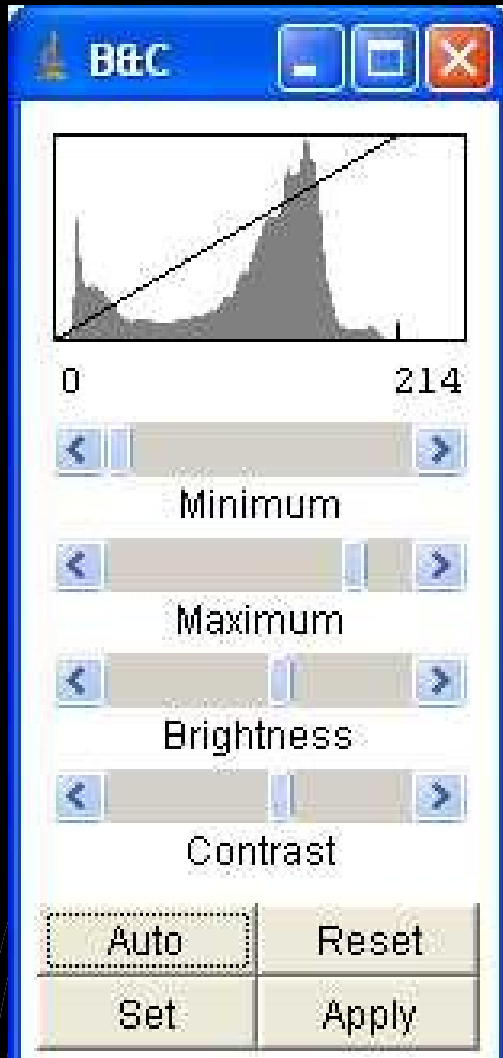 B&C
0 214
Minimum
Maximum
Brightness
Contrast
Auto Reset
Set Apply